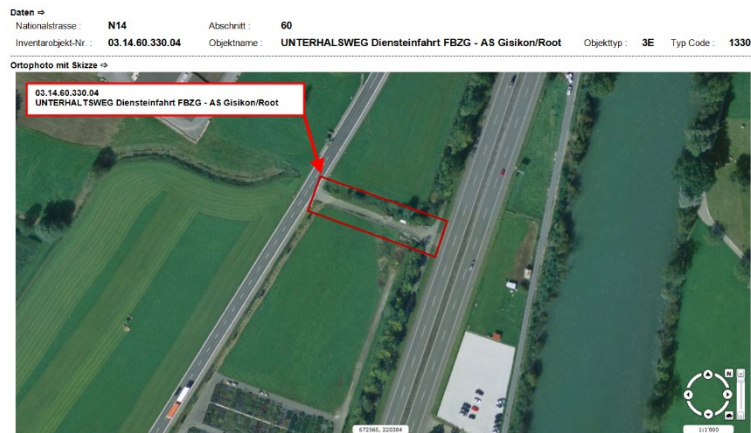 Daten ⇨
Nationalstrasse : N14 Abschnitt : 60
Inventarobjekt-Nr. : 03.14.60.330.04 Objektname : UNTERHALSWEG Diensteinfahrt FBZG - AS Gisikon/Root Objekttyp : 3E Typ Code : 1330
Ortophoto mit Skizze ⇨
03.14.60.330.04
UNTERHALTSWEG Diensteinfahrt FBZG - AS Gisikon/Root
N
672565, 220304
1:1'000